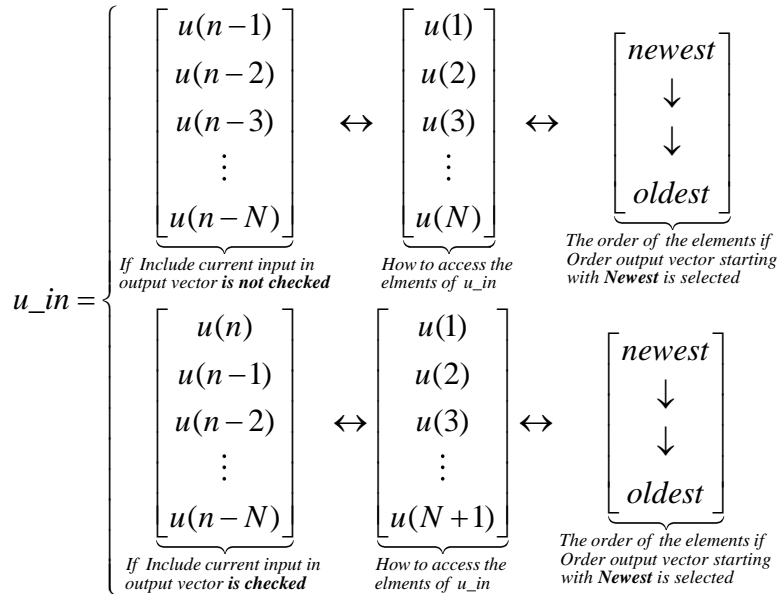 u_in =
u(n−1)
u(n−2)
u(n−3)
⋮
u(n−N)
If Include current input in
output vector is not checked
↔
u(1)
u(2)
u(3)
⋮
u(N)
How to access the
elments of u_in
↔
newest
↓
↓
oldest
The order of the elements if
Order output vector starting
with Newest is selected
u(n)
u(n−1)
u(n−2)
⋮
u(n−N)
If Include current input in
output vector is checked
↔
u(1)
u(2)
u(3)
⋮
u(N+1)
How to access the
elments of u_in
↔
newest
↓
↓
oldest
The order of the elements if
Order output vector starting
with Newest is selected